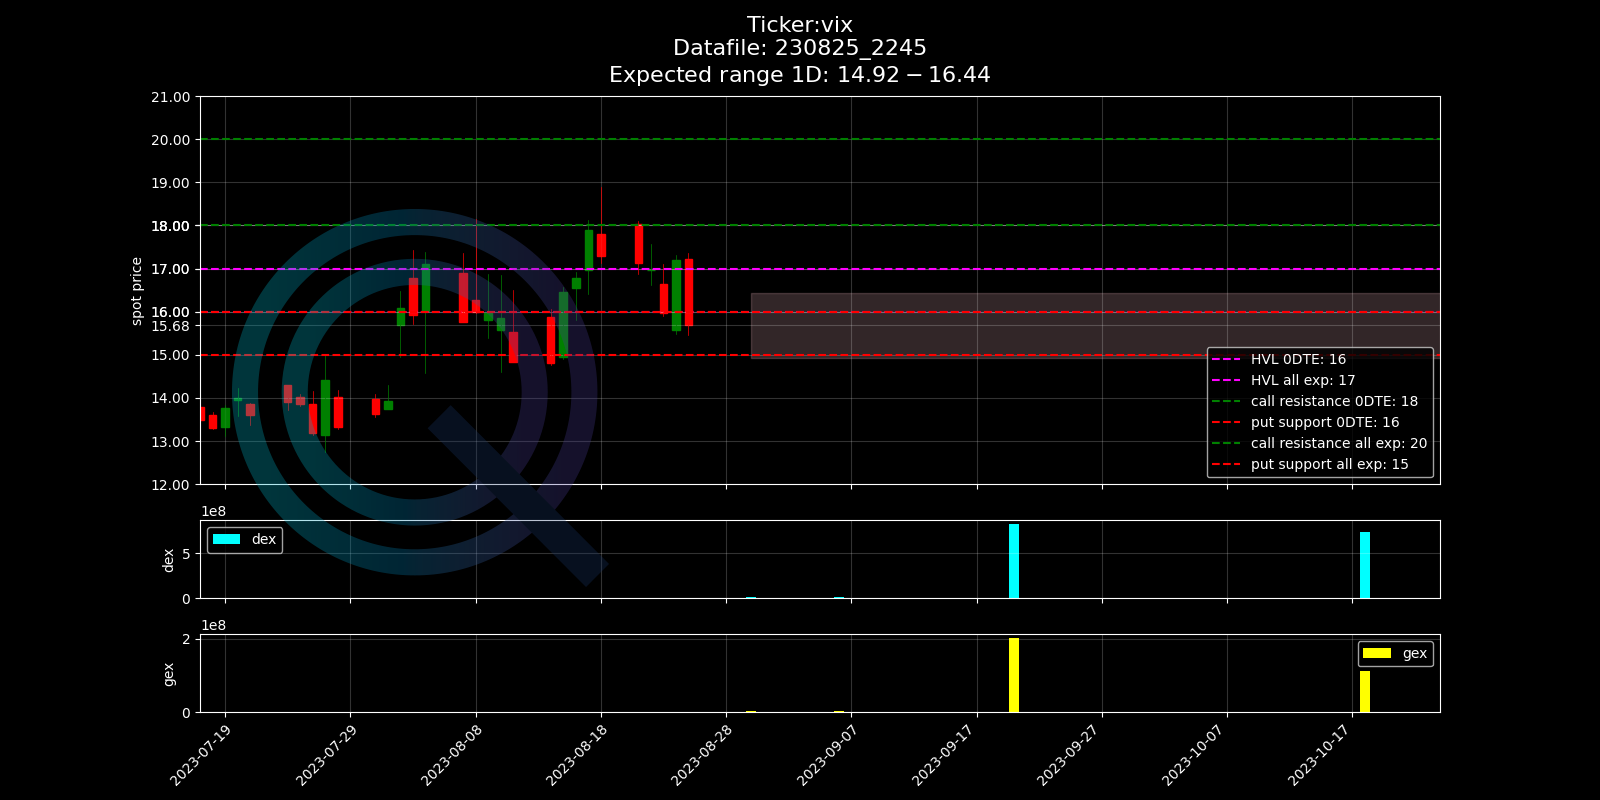 Ticker:vix
Datafile: 230825_2245
Expected range 1D: 14.92 − 16.44
21.00
20.00
19.00
18.00
17.00
16.00
15.68
15.00
14.00
13.00
12.00
spot price
HVL 0DTE: 16
HVL all exp: 17
call resistance 0DTE: 18
put support 0DTE: 16
call resistance all exp: 20
put support all exp: 15
1e8
dex
5
0
dex
1e8
gex
2
0
gex
2023-07-19
2023-07-29
2023-08-08
2023-08-18
2023-08-28
2023-09-07
2023-09-17
2023-09-27
2023-10-07
2023-10-17